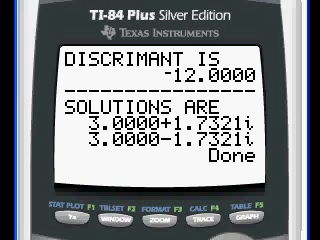 TI-84 Plus Silver Edition
TEXAS INSTRUMENTS
DISCRIMANT IS
-12.0000
--------------------
SOLUTIONS ARE
3.0000+1.7321i
3.0000-1.7321i
Done
STAT PLOT F1 TBLSET F2 FORMAT F3 CALC F4 TABLE F5
Y= WINDOW ZOOM TRACE GRAPH